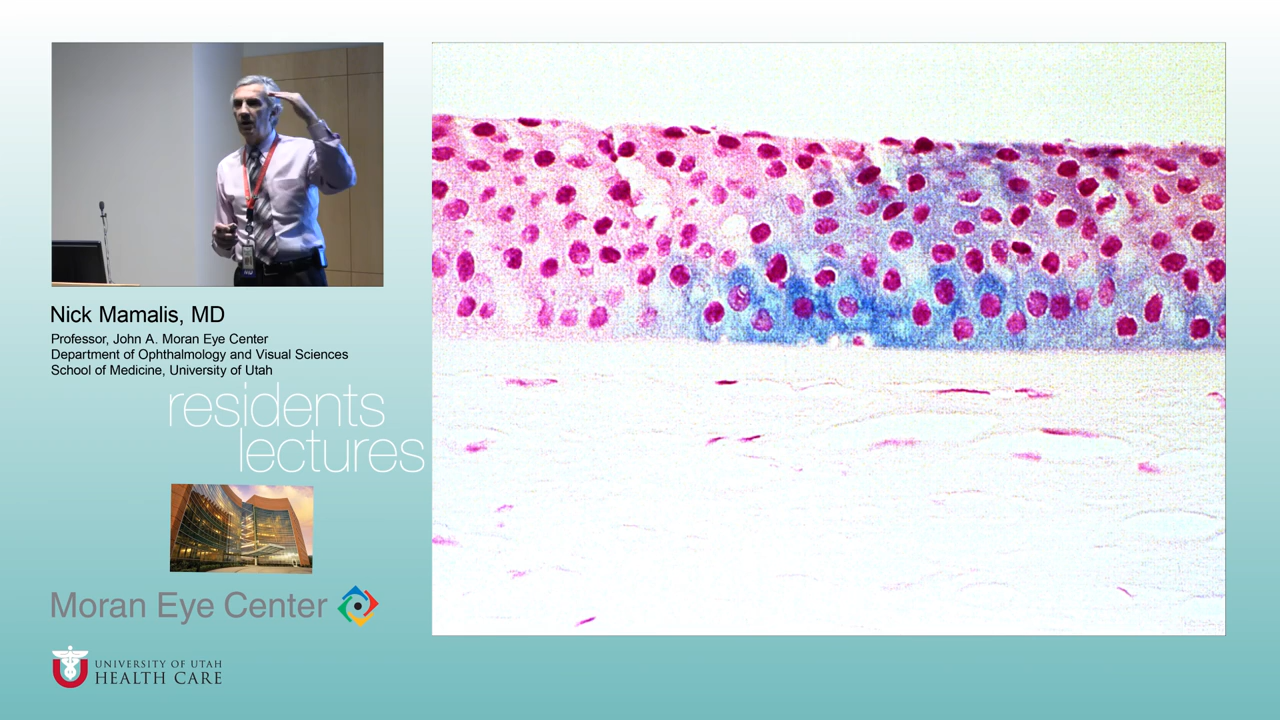 Nick Mamalis, MD
Professor, John A. Moran Eye Center
Department of Ophthalmology and Visual Sciences
School of Medicine, University of Utah
residents
lectures
Moran Eye Center
UNIVERSITY OF UTAH
HEALTH CARE